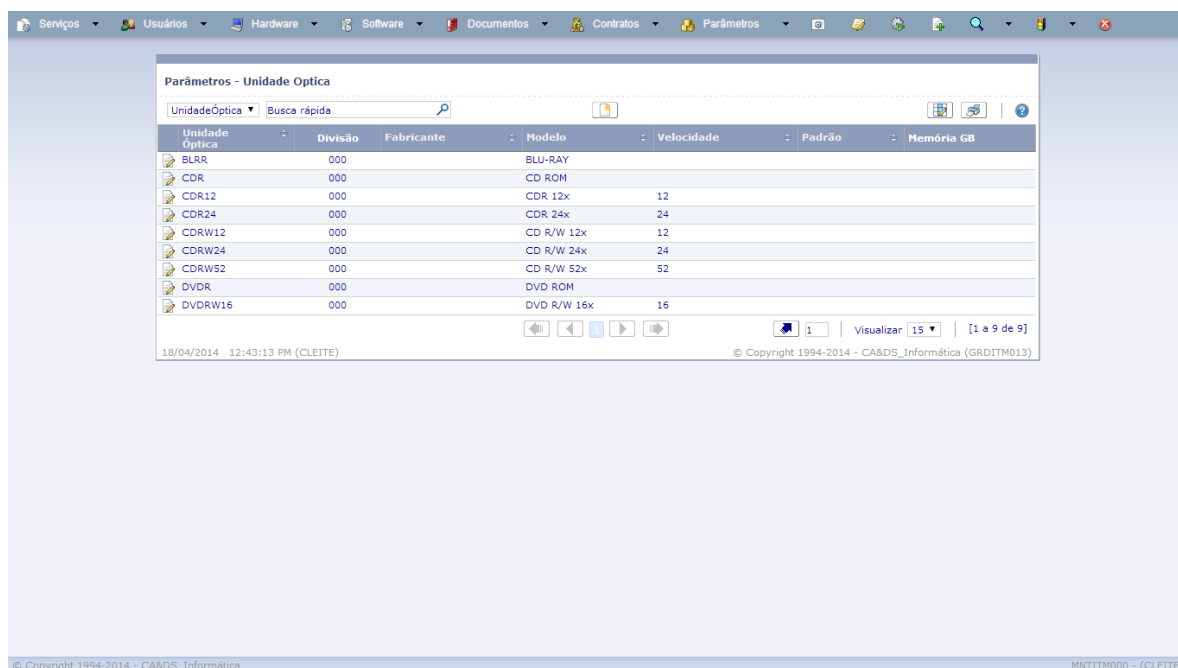 Serviços Usuários Hardware Software Documentos Contratos Parâmetros
Parâmetros - Unidade Optica
UnidadeÓptica Busca rápida
Unidade Óptica Divisão Fabricante Modelo Velocidade Padrão Memória GB
BLRR 000 BLU-RAY
CDR 000 CD ROM
CDR12 000 CDR 12x 12
CDR24 000 CDR 24x 24
CDRW12 000 CD R/W 12x 12
CDRW24 000 CD R/W 24x 24
CDRW52 000 CD R/W 52x 52
DVDR 000 DVD ROM
DVDRW16 000 DVD R/W 16x 16
1 1 Visualizar 15 [1 a 9 de 9]
18/04/2014 12:43:13 PM (CLEITE) © Copyright 1994-2014 - CA&DS_Informática (GRDITM013)
© Copyright 1994-2014 - CA&DS_Informática MNTITM000 - (CLEITE